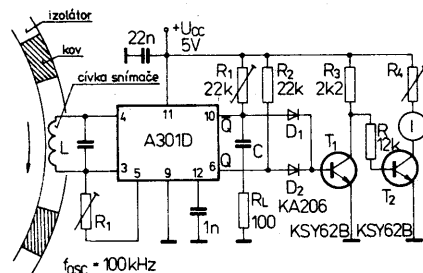 izolátor
kov
cívka snímače
22n
+Ucc
5V
R1
22k
R2
22k
R3
2k2
R4
I
L
4
11
10
Q̅
A301D
D1
C
T1
R
12k
T2
3
5
9
12
6
Q
D2
KA206
R1
1n
RL
100
KSY62B
KSY62B
fosc = 100kHz